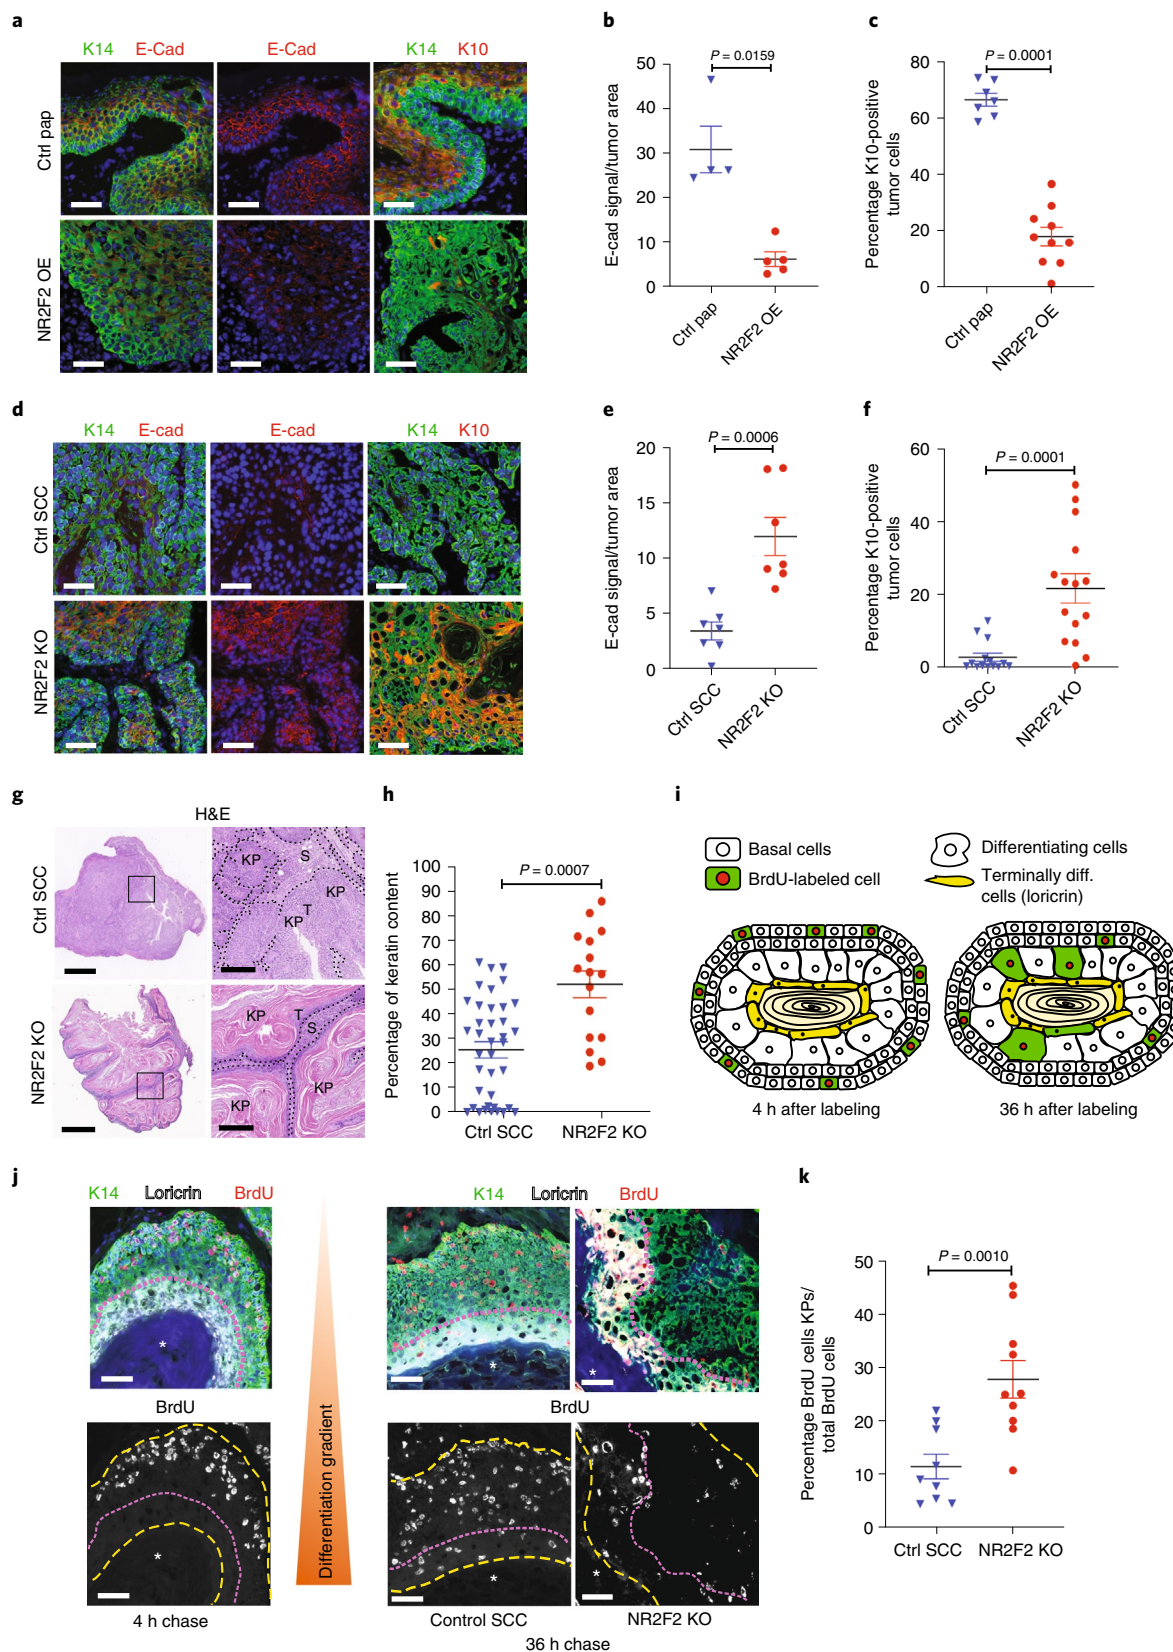 a
K14 E-Cad
E-Cad
K14 K10
Ctrl pap
NR2F2 OE
b
P = 0.0159
E-cad signal/tumor area
50
40
30
20
10
0
Ctrl pap
NR2F2 OE
c
P = 0.0001
Percentage K10-positive
tumor cells
80
60
40
20
0
Ctrl pap
NR2F2 OE
d
K14 E-cad
E-cad
K14 K10
Ctrl SCC
NR2F2 KO
e
P = 0.0006
E-cad signal/tumor area
20
15
10
5
0
Ctrl SCC
NR2F2 KO
f
P = 0.0001
Percentage K10-positive
tumor cells
60
40
20
0
Ctrl SCC
NR2F2 KO
g
H&E
Ctrl SCC
KP
S
KP
T
KP
NR2F2 KO
KP
T
S
KP
KP
h
P = 0.0007
Percentage of keratin content
100
90
80
70
60
50
40
30
20
10
0
Ctrl SCC
NR2F2 KO
i
Basal cells
BrdU-labeled cell
Differentiating cells
Terminally diff.
cells (loricrin)
4 h after labeling
36 h after labeling
j
K14 Loricrin BrdU
*
BrdU
*
4 h chase
Differentiation gradient
K14 Loricrin BrdU
*
*
BrdU
*
*
Control SCC
NR2F2 KO
36 h chase
k
P = 0.0010
Percentage BrdU cells KPs/
total BrdU cells
50
40
30
20
10
0
Ctrl SCC
NR2F2 KO